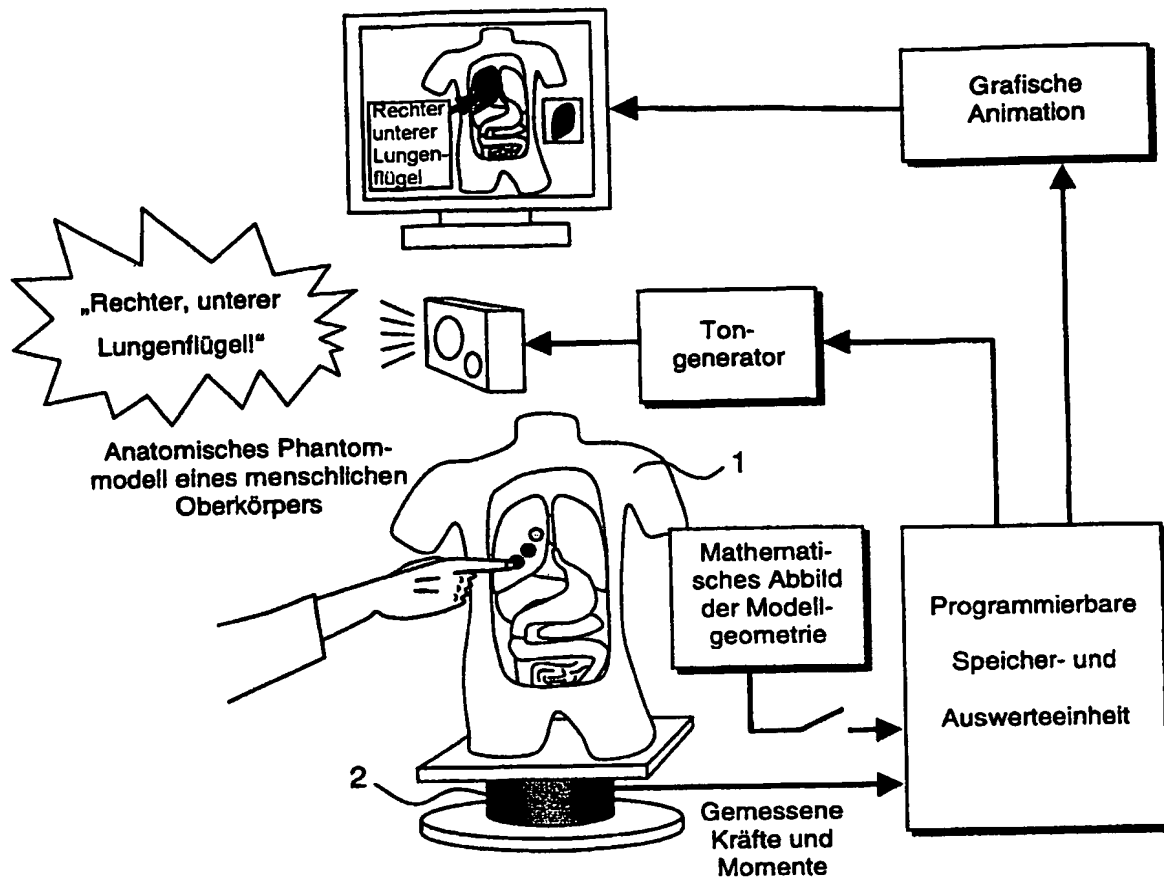 Grafische
Animation
Rechter
unterer
Lungen-
flügel
„Rechter, unterer
Lungenflügel!“
Ton-
generator
Anatomisches Phantom-
modell eines menschlichen
Oberkörpers
1
Mathemati-
sches Abbild
der Modell-
geometrie
Programmierbare
Speicher- und
Auswerteeinheit
2
Gemessene
Kräfte und
Momente